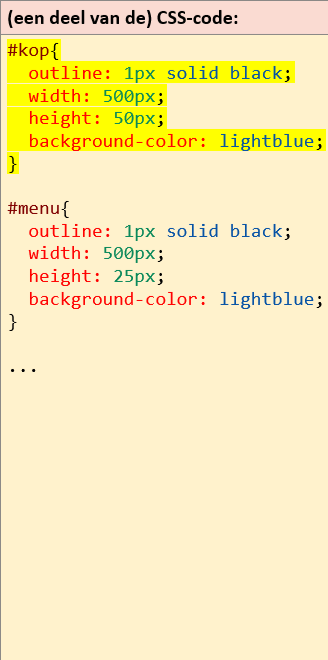 (een deel van de) CSS-code:
#kop{
  outline: 1px solid black;
  width: 500px;
  height: 50px;
  background-color: lightblue;
}

#menu{
  outline: 1px solid black;
  width: 500px;
  height: 25px;
  background-color: lightblue;
}

...